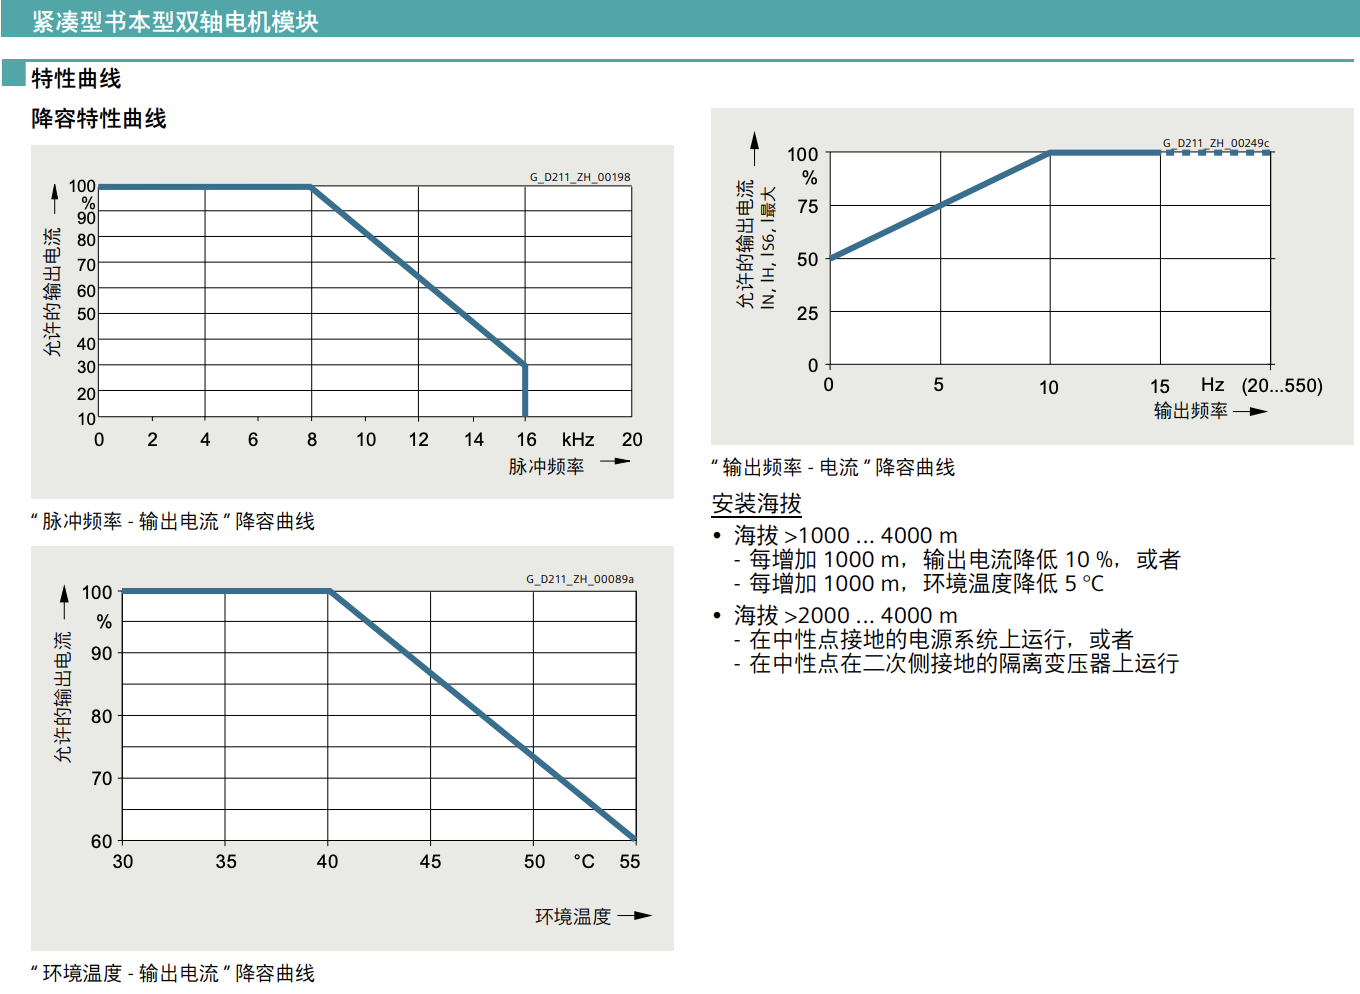 紧凑型书本型双轴电机模块
特性曲线
降容特性曲线
G_D211_ZH_00198
允许的输出电流
100
%
90
80
70
60
50
40
30
20
10
0 2 4 6 8 10 12 14 16 kHz 20
脉冲频率
“ 脉冲频率 - 输出电流 ” 降容曲线
G_D211_ZH_00089a
允许的输出电流
100
%
90
80
70
60
30 35 40 45 50 °C 55
环境温度
“ 环境温度 - 输出电流 ” 降容曲线
G_D211_ZH_00249c
允许的输出电流
IN, IH, IS6, I最大
100
%
75
50
25
0
0 5 10 15 Hz (20...550)
输出频率
“ 输出频率 - 电流 ” 降容曲线
安装海拔
• 海拔 >1000 ... 4000 m
- 每增加 1000 m，输出电流降低 10 %，或者
- 每增加 1000 m，环境温度降低 5 °C
• 海拔 >2000 ... 4000 m
- 在中性点接地的电源系统上运行，或者
- 在中性点在二次侧接地的隔离变压器上运行